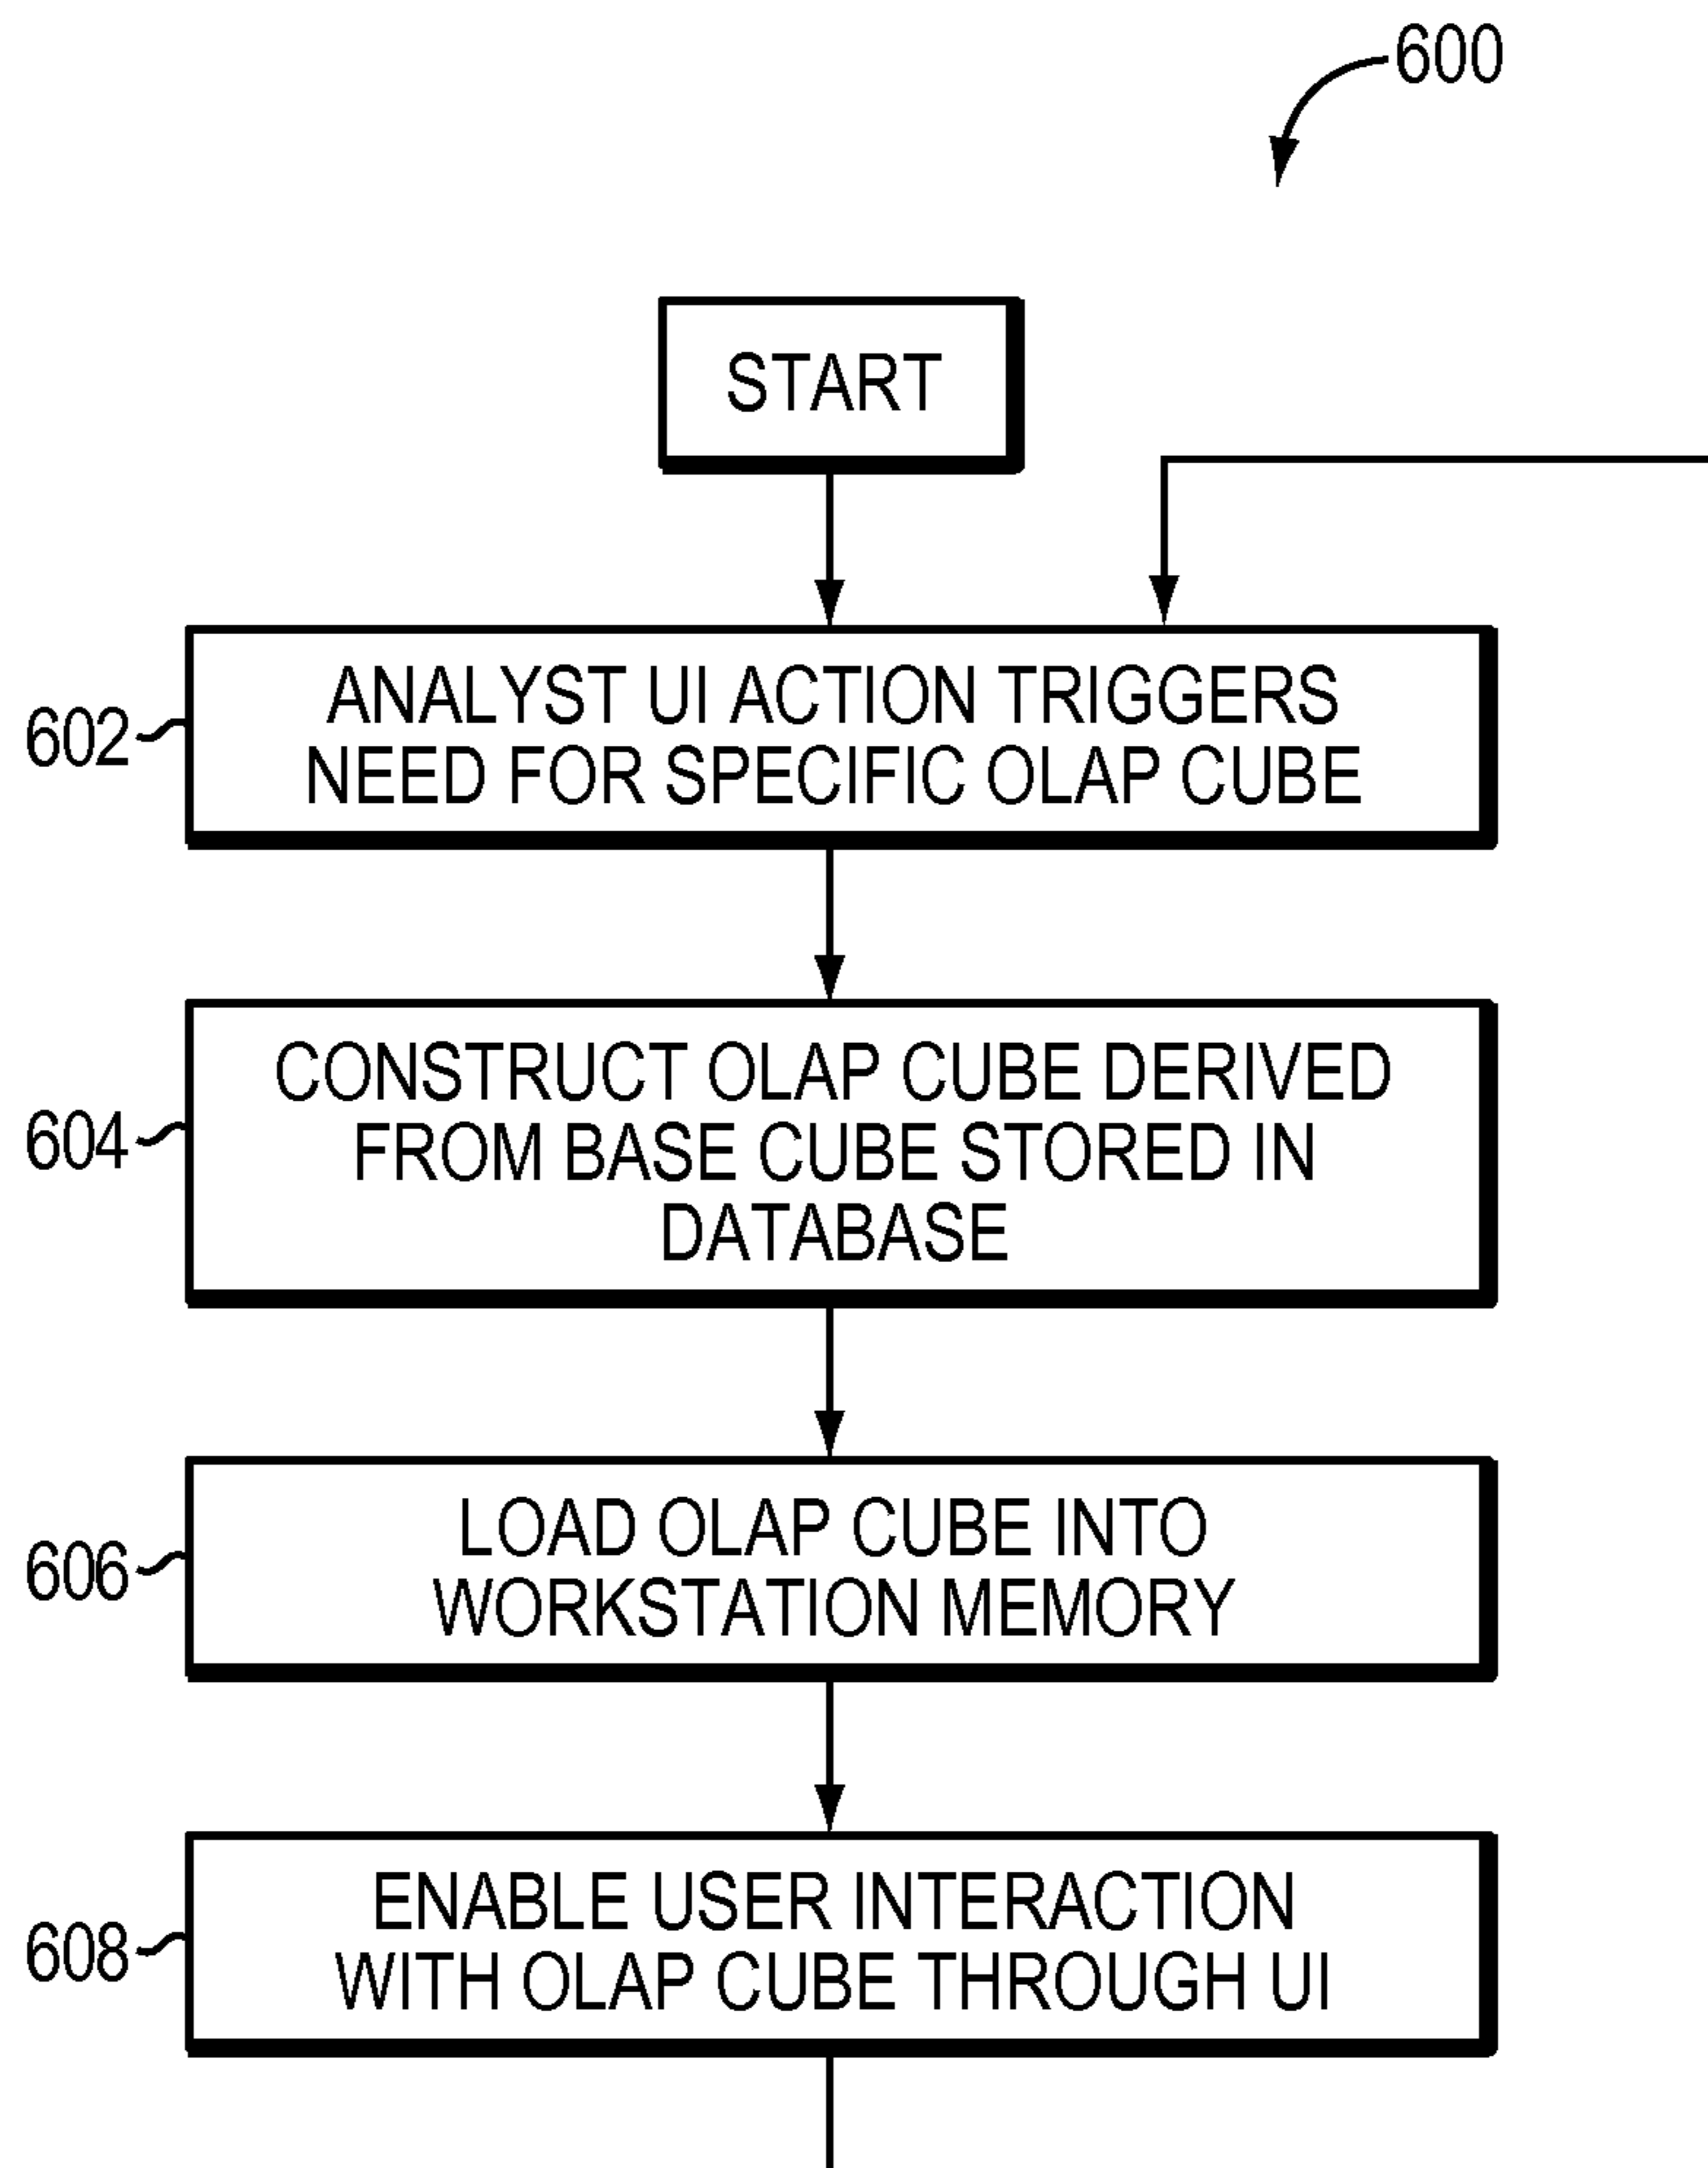 600
START
602
ANALYST UI ACTION TRIGGERS
NEED FOR SPECIFIC OLAP CUBE
604
CONSTRUCT OLAP CUBE DERIVED
FROM BASE CUBE STORED IN
DATABASE
606
LOAD OLAP CUBE INTO
WORKSTATION MEMORY
608
ENABLE USER INTERACTION
WITH OLAP CUBE THROUGH UI